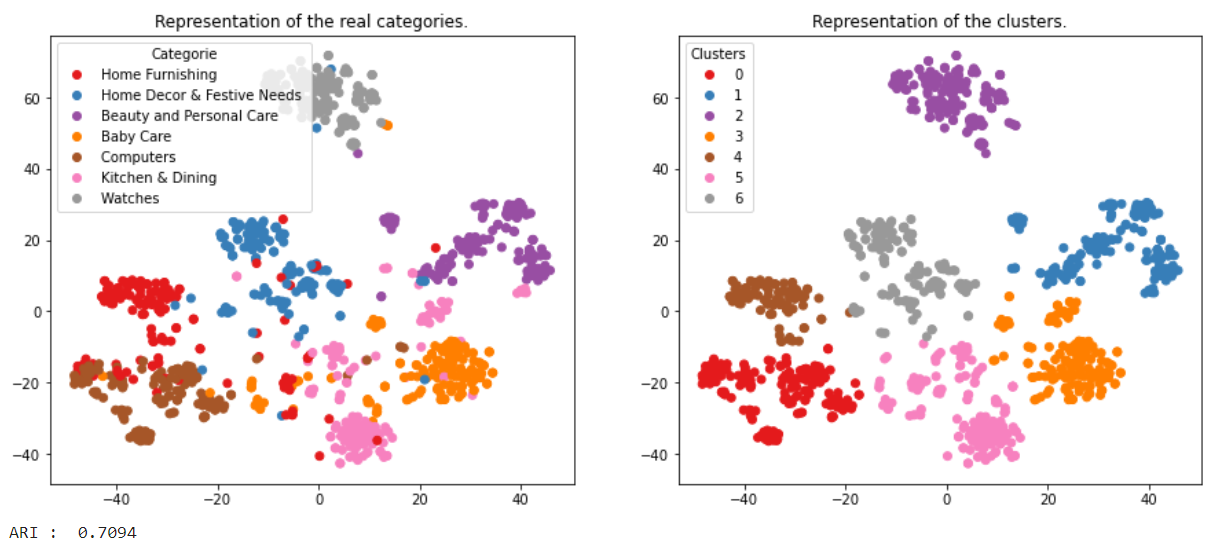 Representation of the real categories.
Categorie
Home Furnishing
Home Decor & Festive Needs
Beauty and Personal Care
Baby Care
Computers
Kitchen & Dining
Watches
60
40
20
0
−20
−40
−40
−20
0
20
40
Representation of the clusters.
Clusters
0
1
2
3
4
5
6
60
40
20
0
−20
−40
−40
−20
0
20
40
ARI :  0.7094